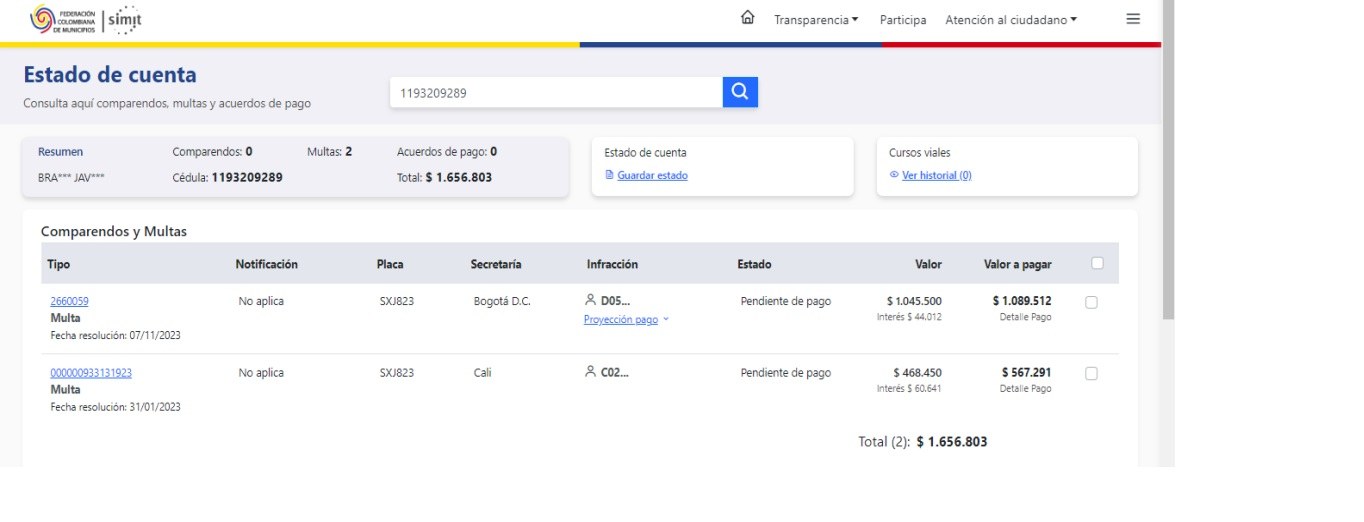 FEDERACIÓN
COLOMBIANA
DE MUNICIPIOS
simit
Transparencia Participa Atención al ciudadano
Estado de cuenta
Consulta aquí comparendos, multas y acuerdos de pago
1193209289
Resumen Comparendos: 0 Multas: 2 Acuerdos de pago: 0
BRA*** JAV*** Cédula: 1193209289 Total: $ 1.656.803
Estado de cuenta
Guardar estado
Cursos viales
Ver historial (0)
Comparendos y Multas
Tipo Notificación Placa Secretaría Infracción Estado Valor Valor a pagar
2660059 No aplica SXJ823 Bogotá D.C. D05... Pendiente de pago $ 1.045.500 $ 1.089.512
Multa Proyección pago Interés $ 44.012 Detalle Pago
Fecha resolución: 07/11/2023
000000933131923 No aplica SXJ823 Cali C02... Pendiente de pago $ 468.450 $ 567.291
Multa Interés $ 60.641 Detalle Pago
Fecha resolución: 31/01/2023
Total (2): $ 1.656.803